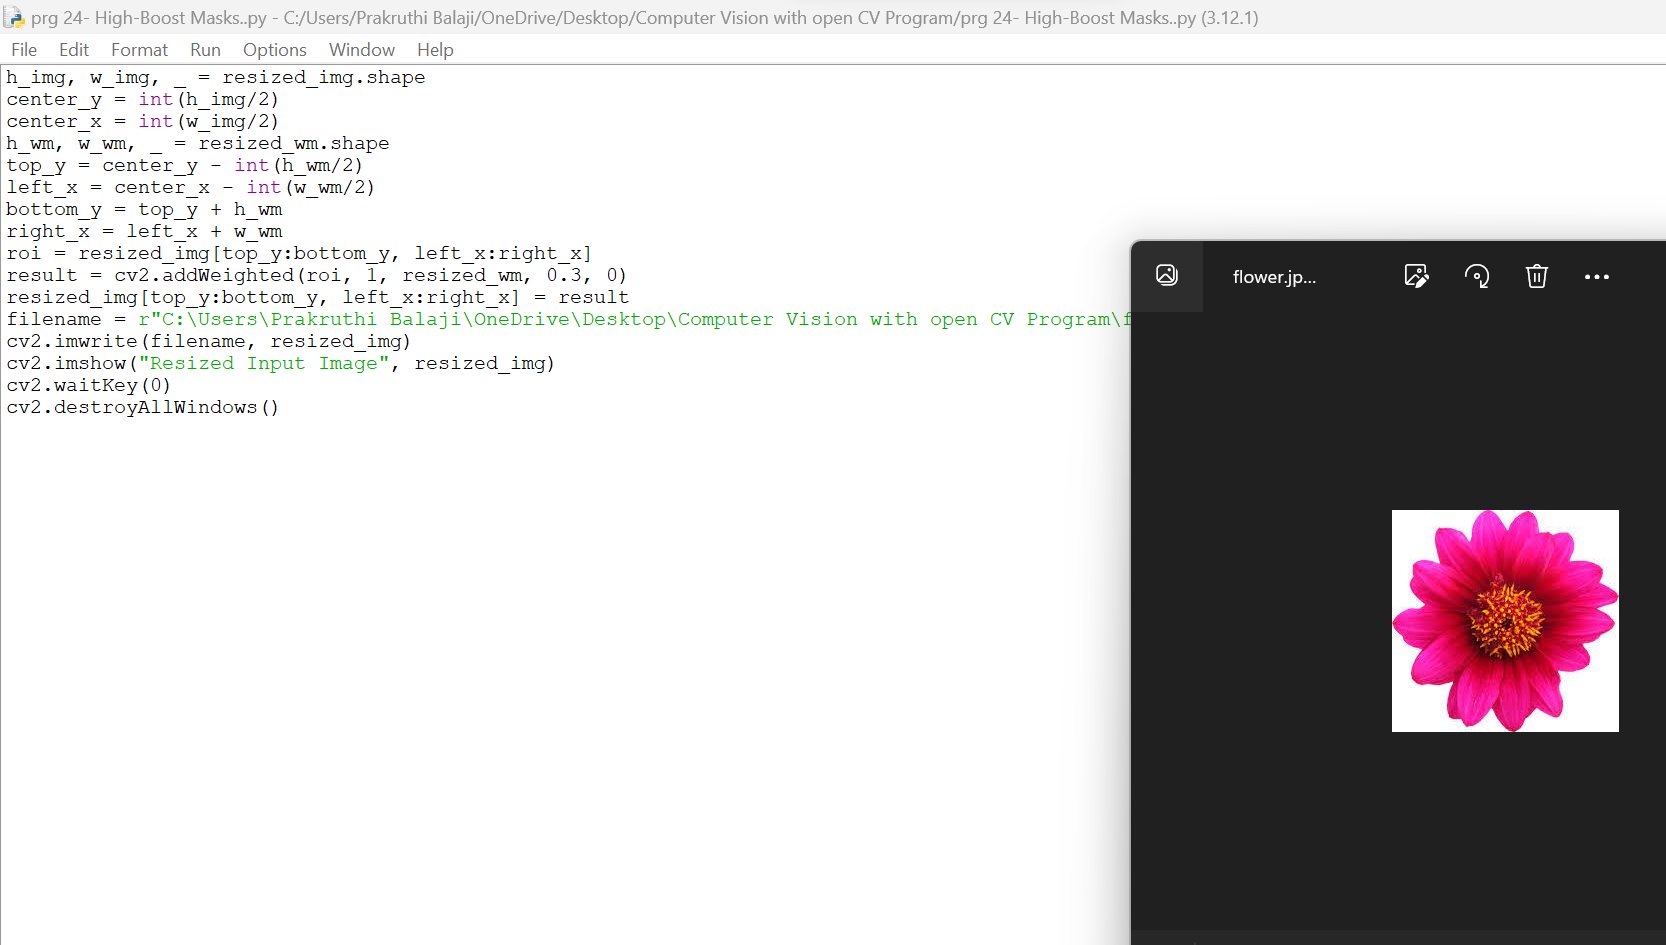 prg 24- High-Boost Masks..py - C:/Users/Prakruthi Balaji/OneDrive/Desktop/Computer Vision with open CV Program/prg 24- High-Boost Masks..py (3.12.1)
File Edit Format Run Options Window Help
h_img, w_img, _ = resized_img.shape
center_y = int(h_img/2)
center_x = int(w_img/2)
h_wm, w_wm, _ = resized_wm.shape
top_y = center_y - int(h_wm/2)
left_x = center_x - int(w_wm/2)
bottom_y = top_y + h_wm
right_x = left_x + w_wm
roi = resized_img[top_y:bottom_y, left_x:right_x]
result = cv2.addWeighted(roi, 1, resized_wm, 0.3, 0)
resized_img[top_y:bottom_y, left_x:right_x] = result
filename = r"C:\Users\Prakruthi Balaji\OneDrive\Desktop\Computer Vision with open CV Program\f
cv2.imwrite(filename, resized_img)
cv2.imshow("Resized Input Image", resized_img)
cv2.waitKey(0)
cv2.destroyAllWindows()
flower.jp...